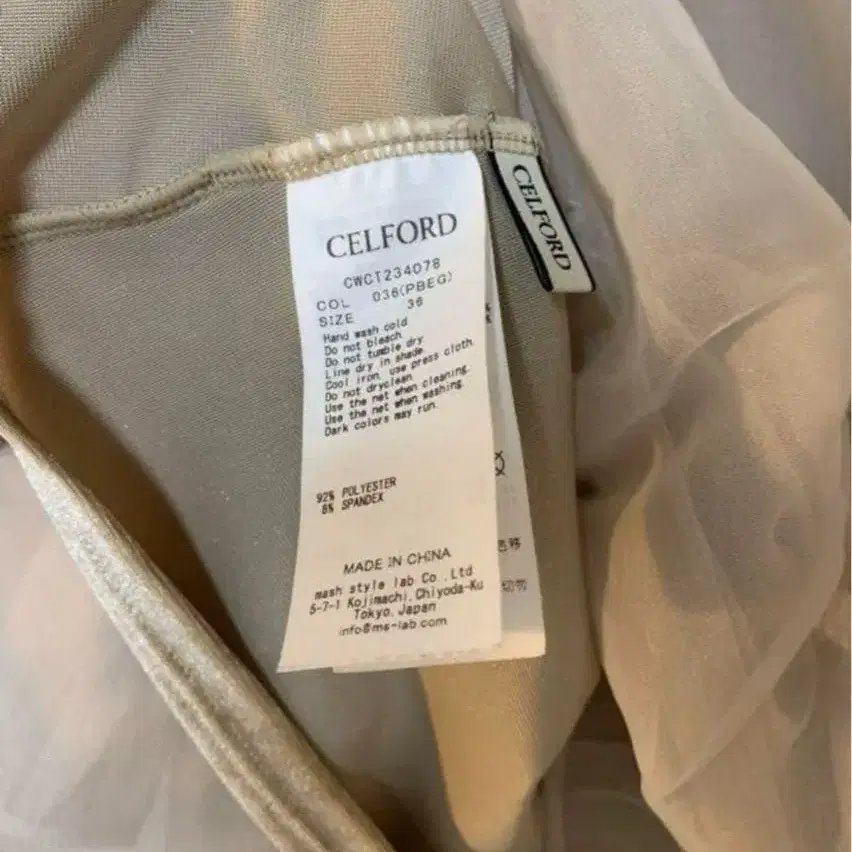 CELFORD
CWCT234078
COL 036(PBEG)
SIZE 36
Hand wash cold
Do not bleach
Do not tumble dry
Line dry in shade.
Cool iron, use press cloth.
Do not dryclean
Use the net when cleaning.
Use the net when washing.
Dark colors may run.
92% POLYESTER
8% SPANDEX
MADE IN CHINA
mash style lab Co.,Ltd
5-7-1 Kojimachi, Chiyoda-Ku
Tokyo, Japan
info@ms-lab.com
CELFORD
移
切勿